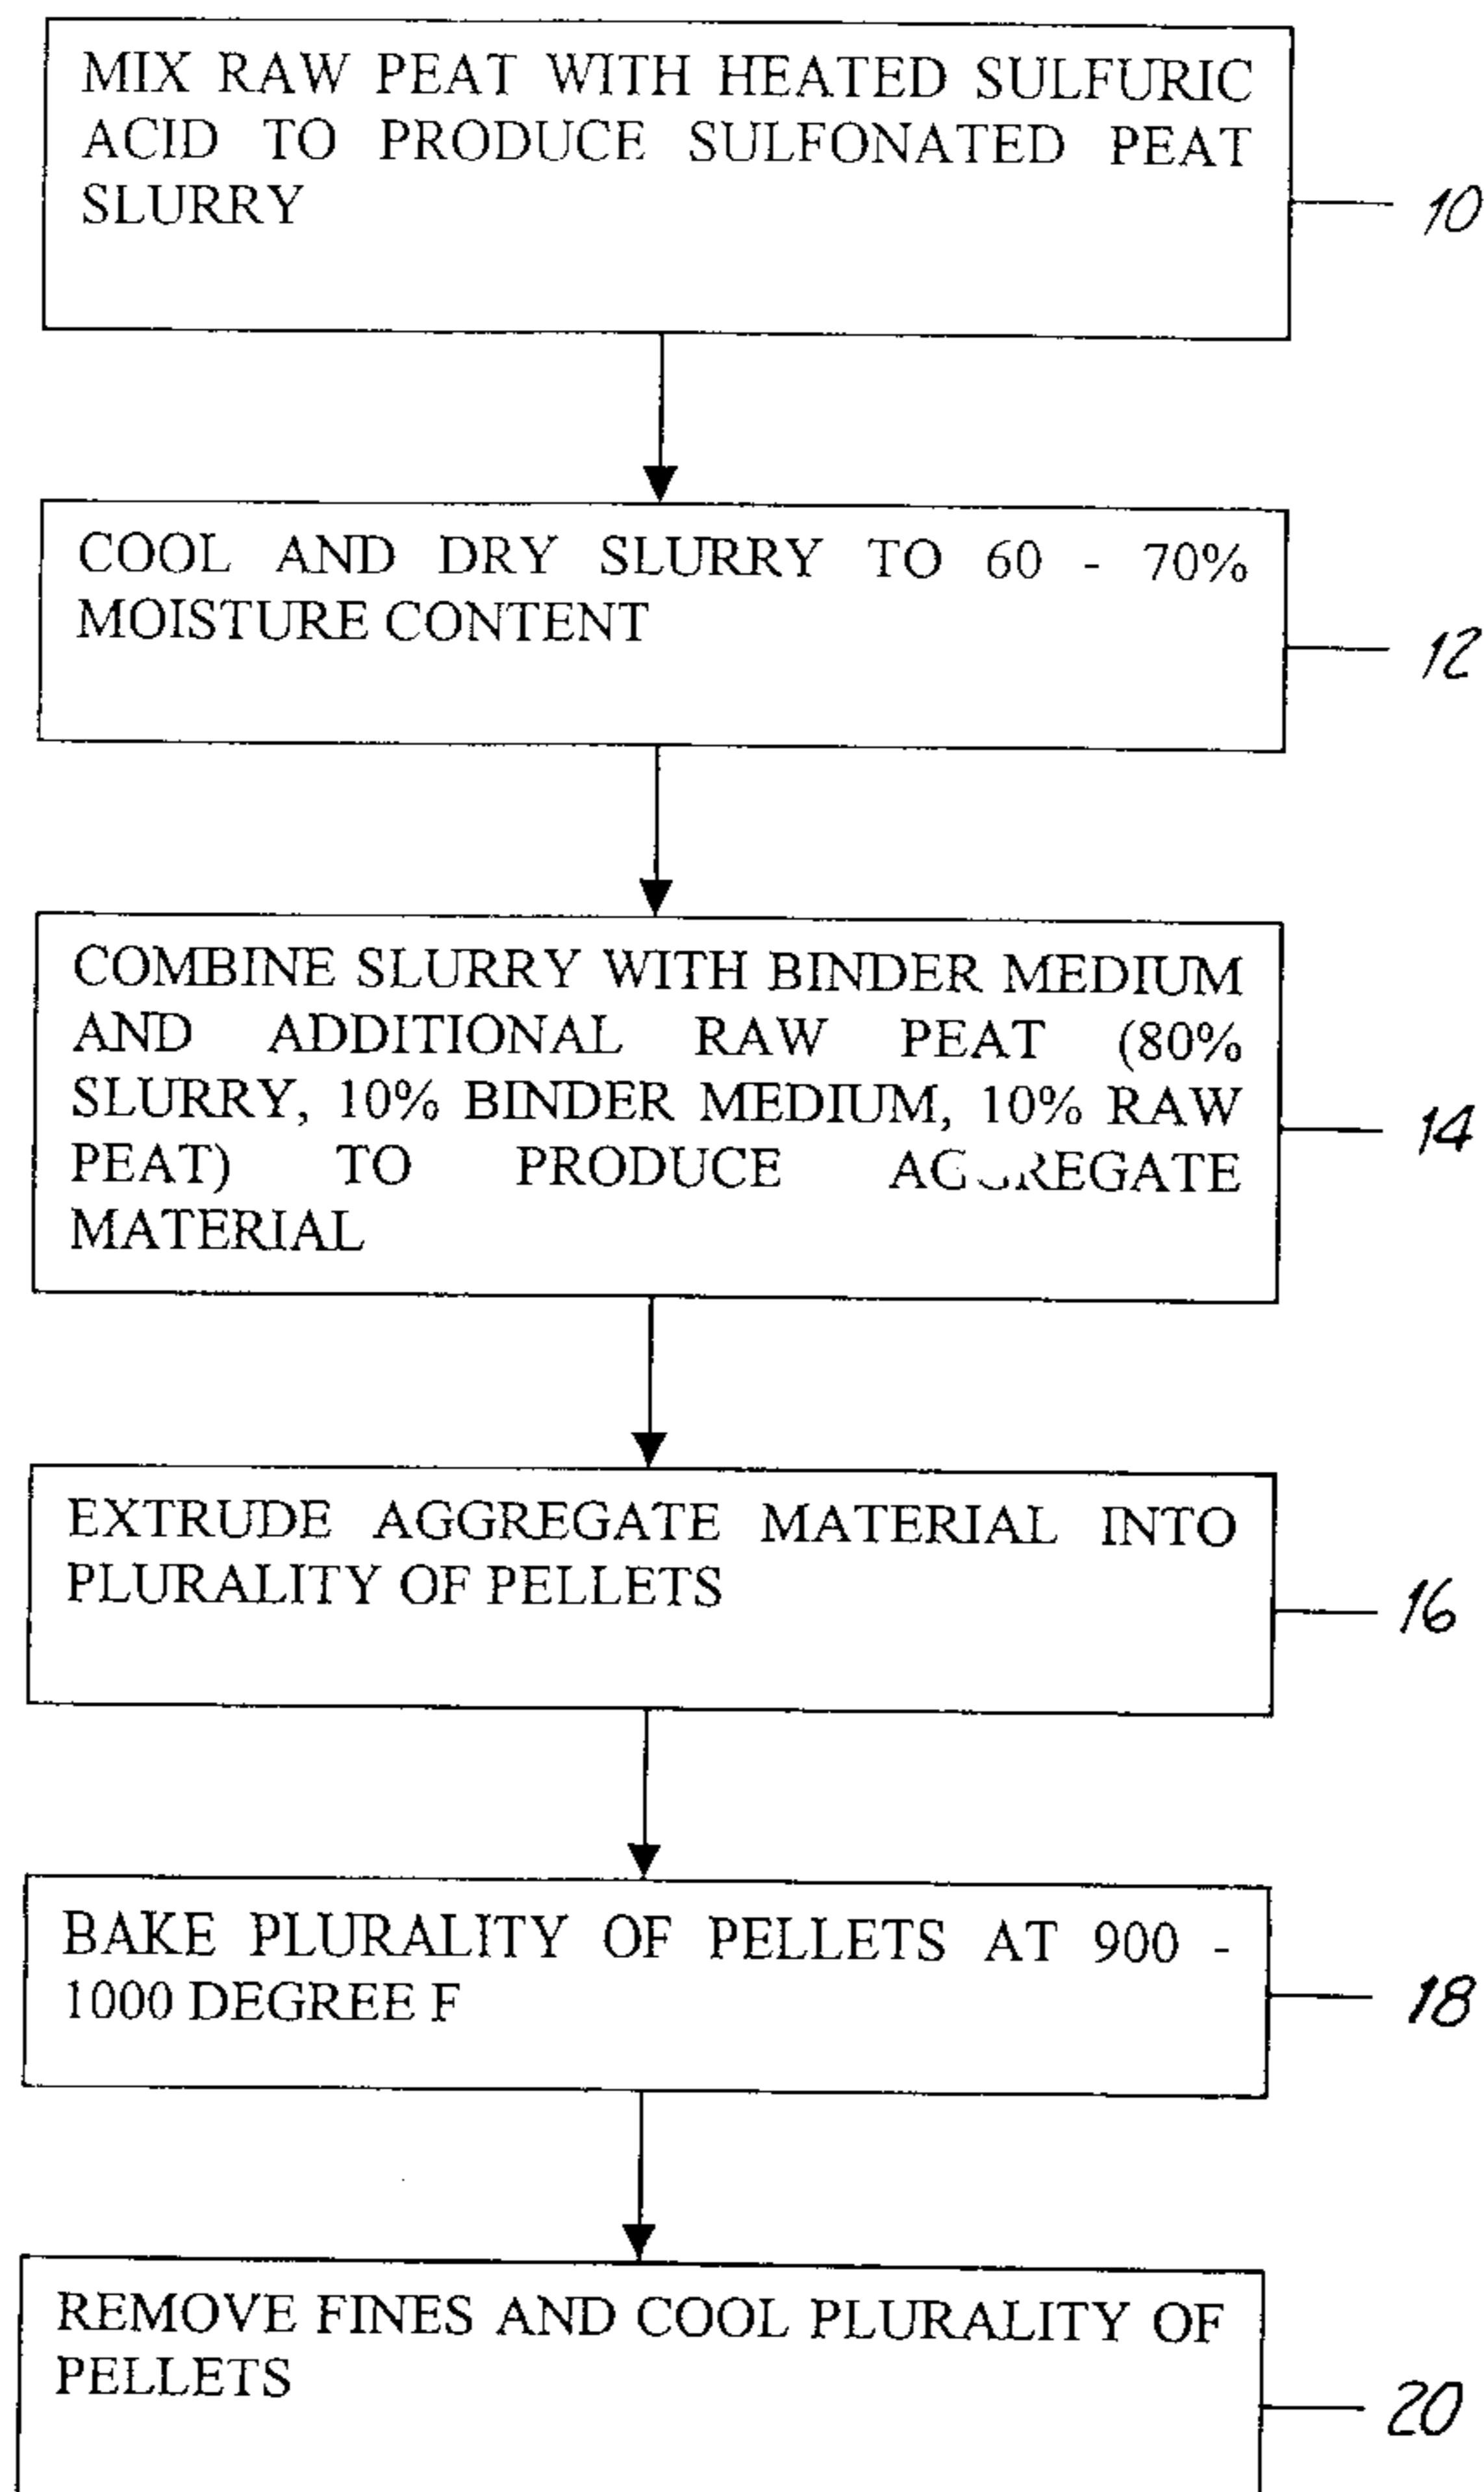 MIX RAW PEAT WITH HEATED SULFURIC
ACID TO PRODUCE SULFONATED PEAT
SLURRY
10
COOL AND DRY SLURRY TO 60 - 70%
MOISTURE CONTENT
12
COMBINE SLURRY WITH BINDER MEDIUM
AND ADDITIONAL RAW PEAT (80%
SLURRY, 10% BINDER MEDIUM, 10% RAW
PEAT) TO PRODUCE AGGREGATE
MATERIAL
14
EXTRUDE AGGREGATE MATERIAL INTO
PLURALITY OF PELLETS
16
BAKE PLURALITY OF PELLETS AT 900 -
1000 DEGREE F
18
REMOVE FINES AND COOL PLURALITY OF
PELLETS
20